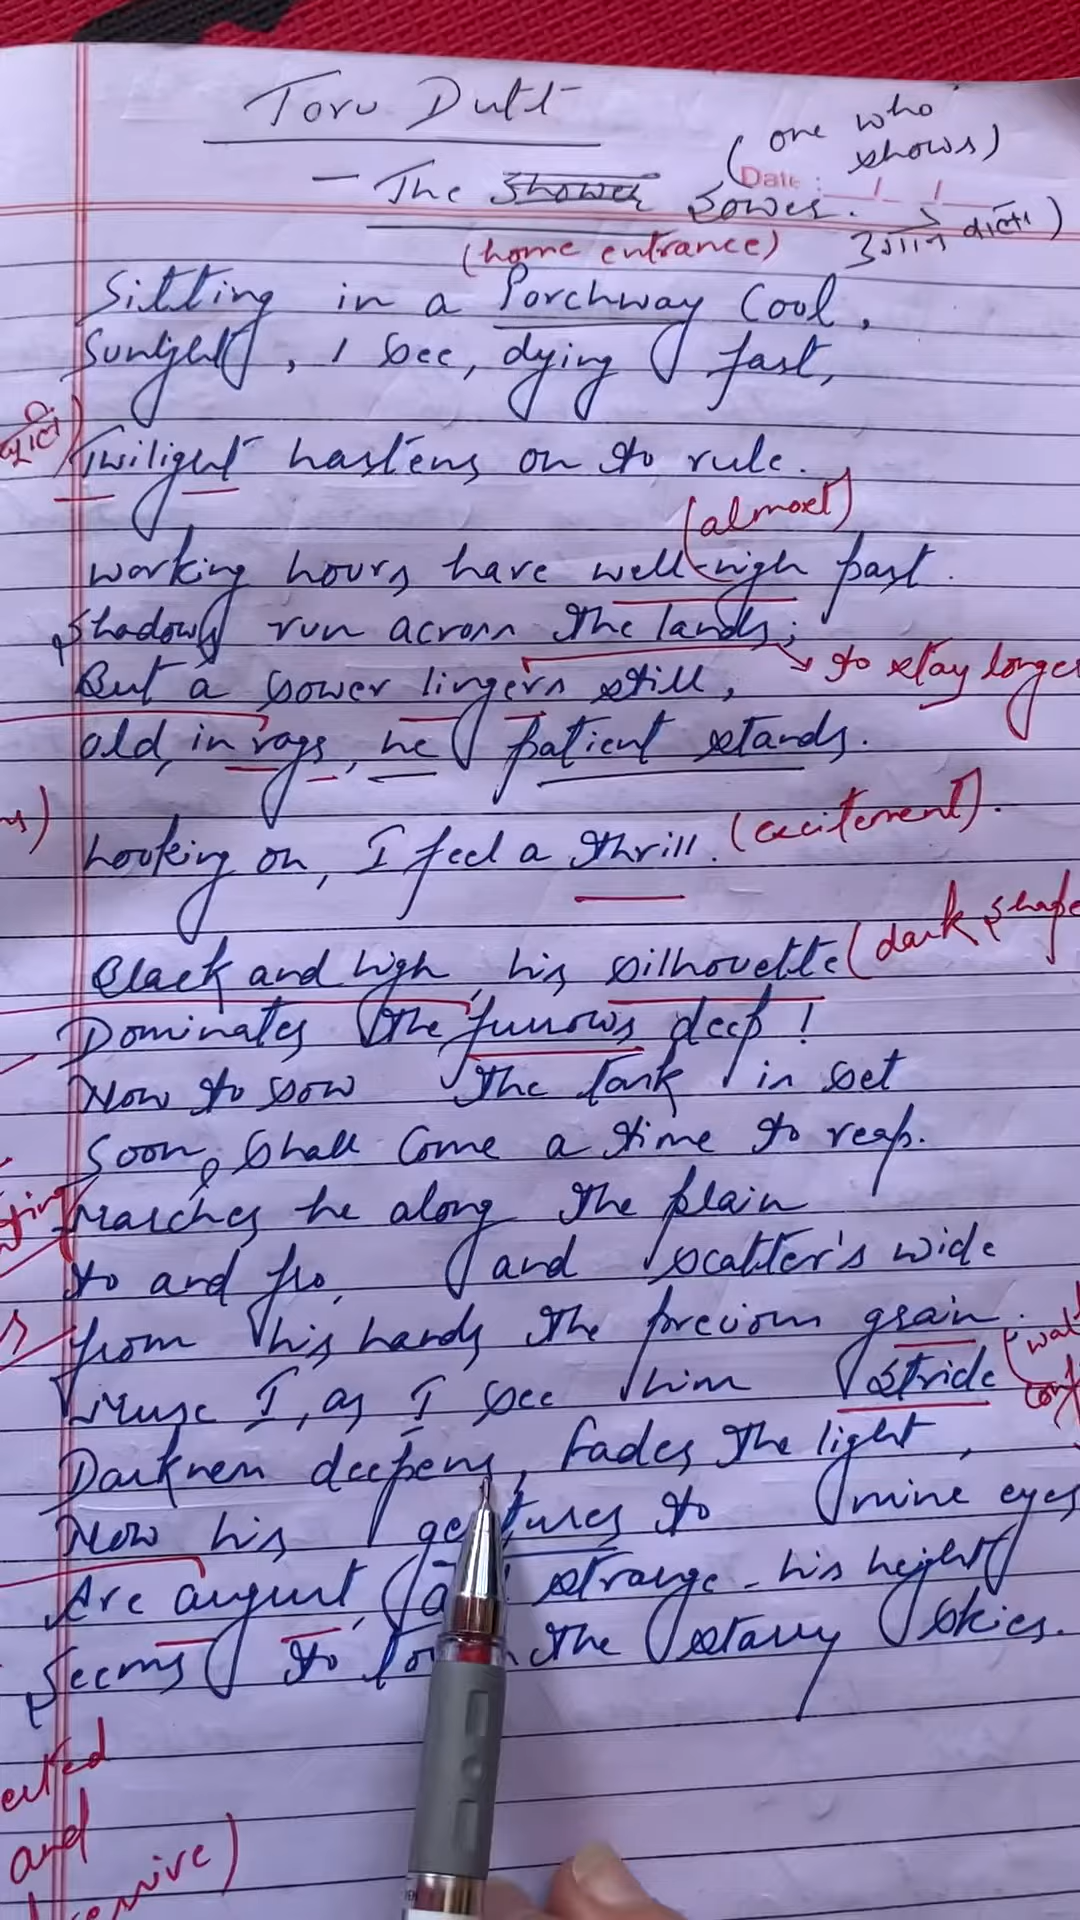 Toru Dutt
(one who shows)
- The Shower Sower.
Date :
(home entrance)
Sitting in a Porchway Cool,
Sunlight, I see, dying fast,
Twilight hastens on to rule.
(almost)
Working hours have well-nigh past.
Shadows run across the lands;
to stay longer
But a sower lingers still,
old, in rags, he patient stands.
Looking on, I feel a thrill. (excitement).
Black and high, his silhouette (dark shape
Dominates the furrows deep!
Now to sow the task is set
Soon shall come a time to reap.
Marches he along the plain
to and fro, and scatter's wide
from his hands the precious grain.
Muse I, as I see him stride
Darkness deepens, fades the light,
Now his gestures to mine eyes
Are august, strange - his height
Seems to the starry skies.
and